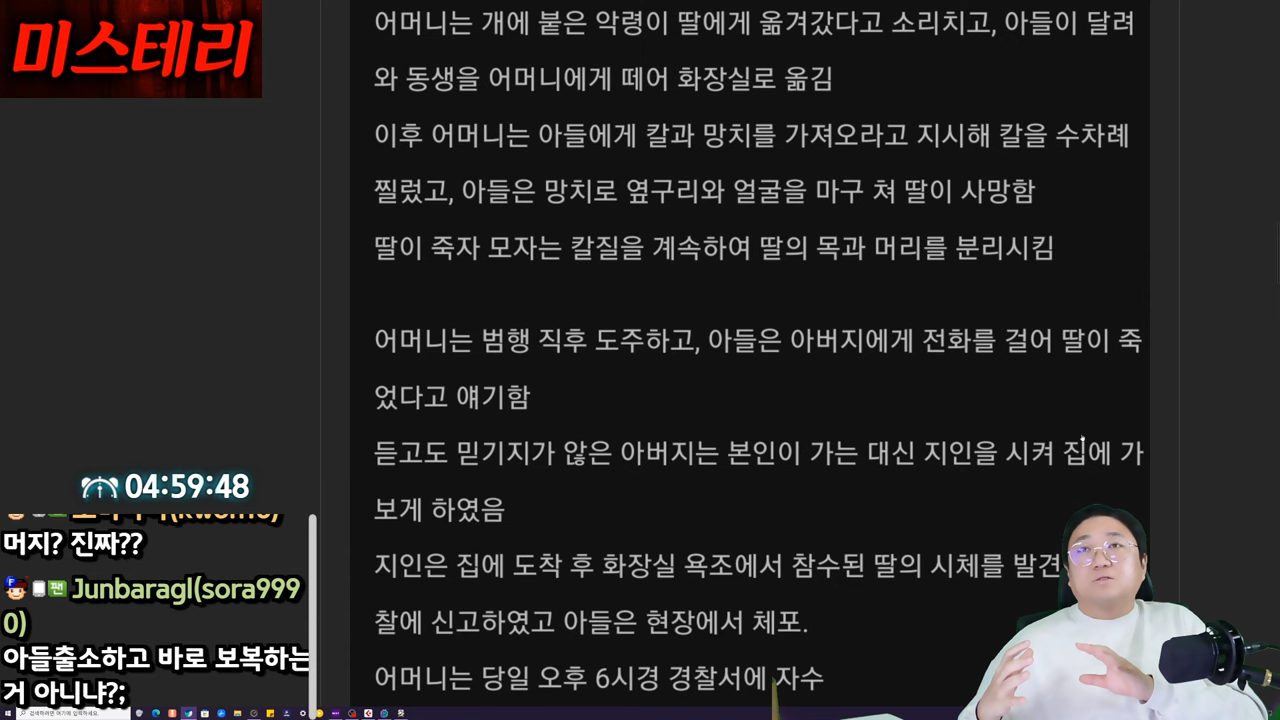 미스테리
어머니는 개에 붙은 악령이 딸에게 옮겨갔다고 소리치고, 아들이 달려
와 동생을 어머니에게 떼어 화장실로 옮김
이후 어머니는 아들에게 칼과 망치를 가져오라고 지시해 칼을 수차례
찔렀고, 아들은 망치로 옆구리와 얼굴을 마구 쳐 딸이 사망함
딸이 죽자 모자는 칼질을 계속하여 딸의 목과 머리를 분리시킴
어머니는 범행 직후 도주하고, 아들은 아버지에게 전화를 걸어 딸이 죽
었다고 얘기함
듣고도 믿기지가 않은 아버지는 본인이 가는 대신 지인을 시켜 집에 가
보게 하였음
지인은 집에 도착 후 화장실 욕조에서 참수된 딸의 시체를 발견
찰에 신고하였고 아들은 현장에서 체포.
어머니는 당일 오후 6시경 경찰서에 자수
04:59:48
머지? 진짜??
팬 Junbaragl(sora999
0)
아들출소하고 바로 보복하는
거 아니냐?;
검색하려면 여기에 입력하세요.